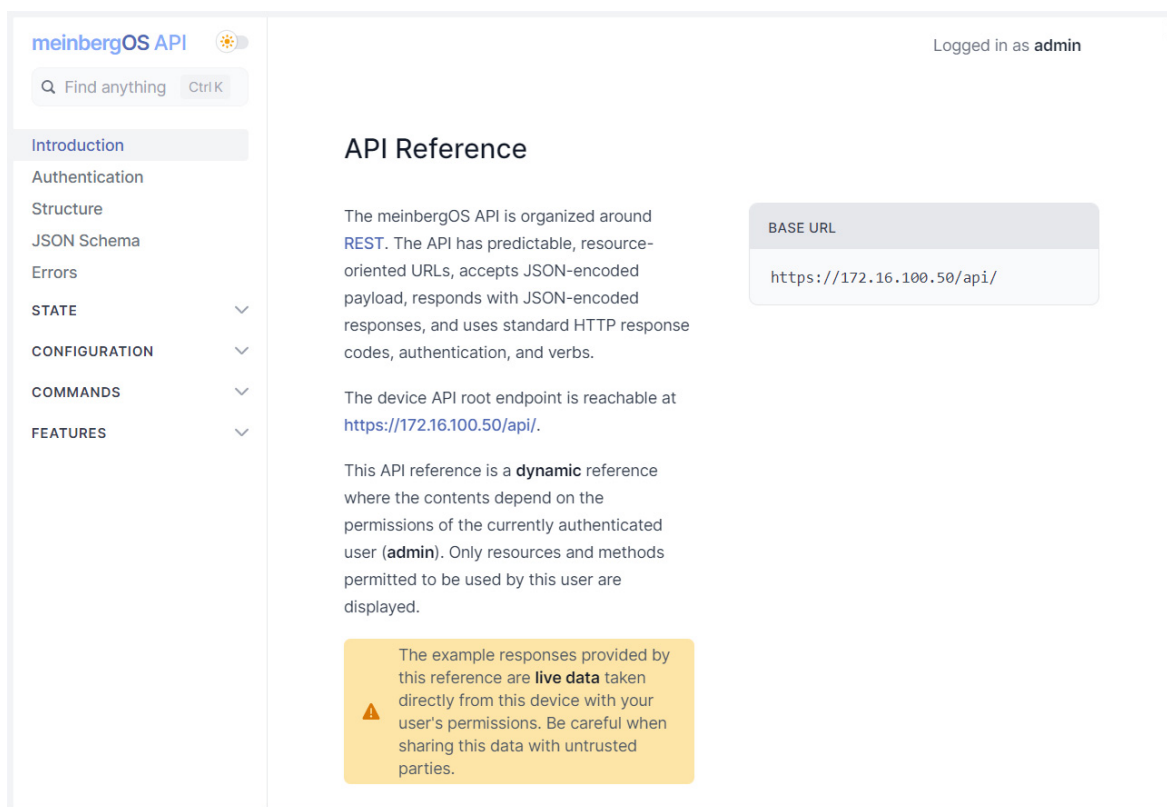 meinbergOS API
Find anything Ctrl K
Introduction
Authentication
Structure
JSON Schema
Errors
STATE
CONFIGURATION
COMMANDS
FEATURES
Logged in as admin
API Reference
The meinbergOS API is organized around
REST. The API has predictable, resource-
oriented URLs, accepts JSON-encoded
payload, responds with JSON-encoded
responses, and uses standard HTTP response
codes, authentication, and verbs.
The device API root endpoint is reachable at
https://172.16.100.50/api/.
This API reference is a dynamic reference
where the contents depend on the
permissions of the currently authenticated
user (admin). Only resources and methods
permitted to be used by this user are
displayed.
The example responses provided by
this reference are live data taken
directly from this device with your
user's permissions. Be careful when
sharing this data with untrusted
parties.
BASE URL
https://172.16.100.50/api/